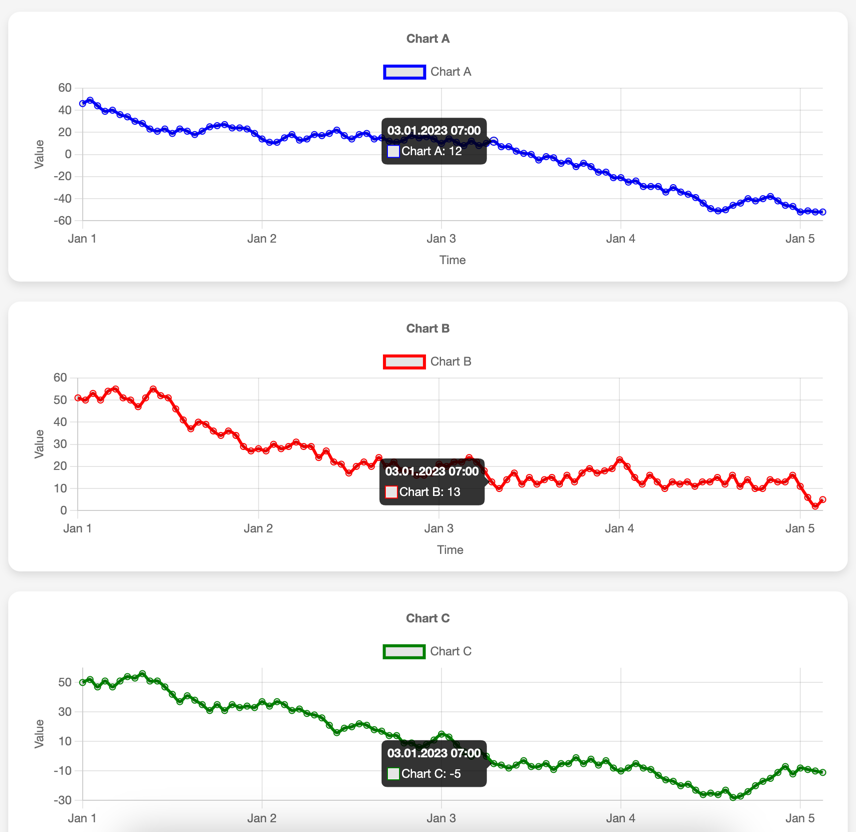 Chart A
Chart A
60
40
20
0
-20
-40
-60
Value
03.01.2023 07:00
Chart A: 12
Jan 1 Jan 2 Jan 3 Jan 4 Jan 5
Time
Chart B
Chart B
60
50
40
30
20
10
0
Value
03.01.2023 07:00
Chart B: 13
Jan 1 Jan 2 Jan 3 Jan 4 Jan 5
Time
Chart C
Chart C
50
30
10
-10
-30
Value
03.01.2023 07:00
Chart C: -5
Jan 1 Jan 2 Jan 3 Jan 4 Jan 5